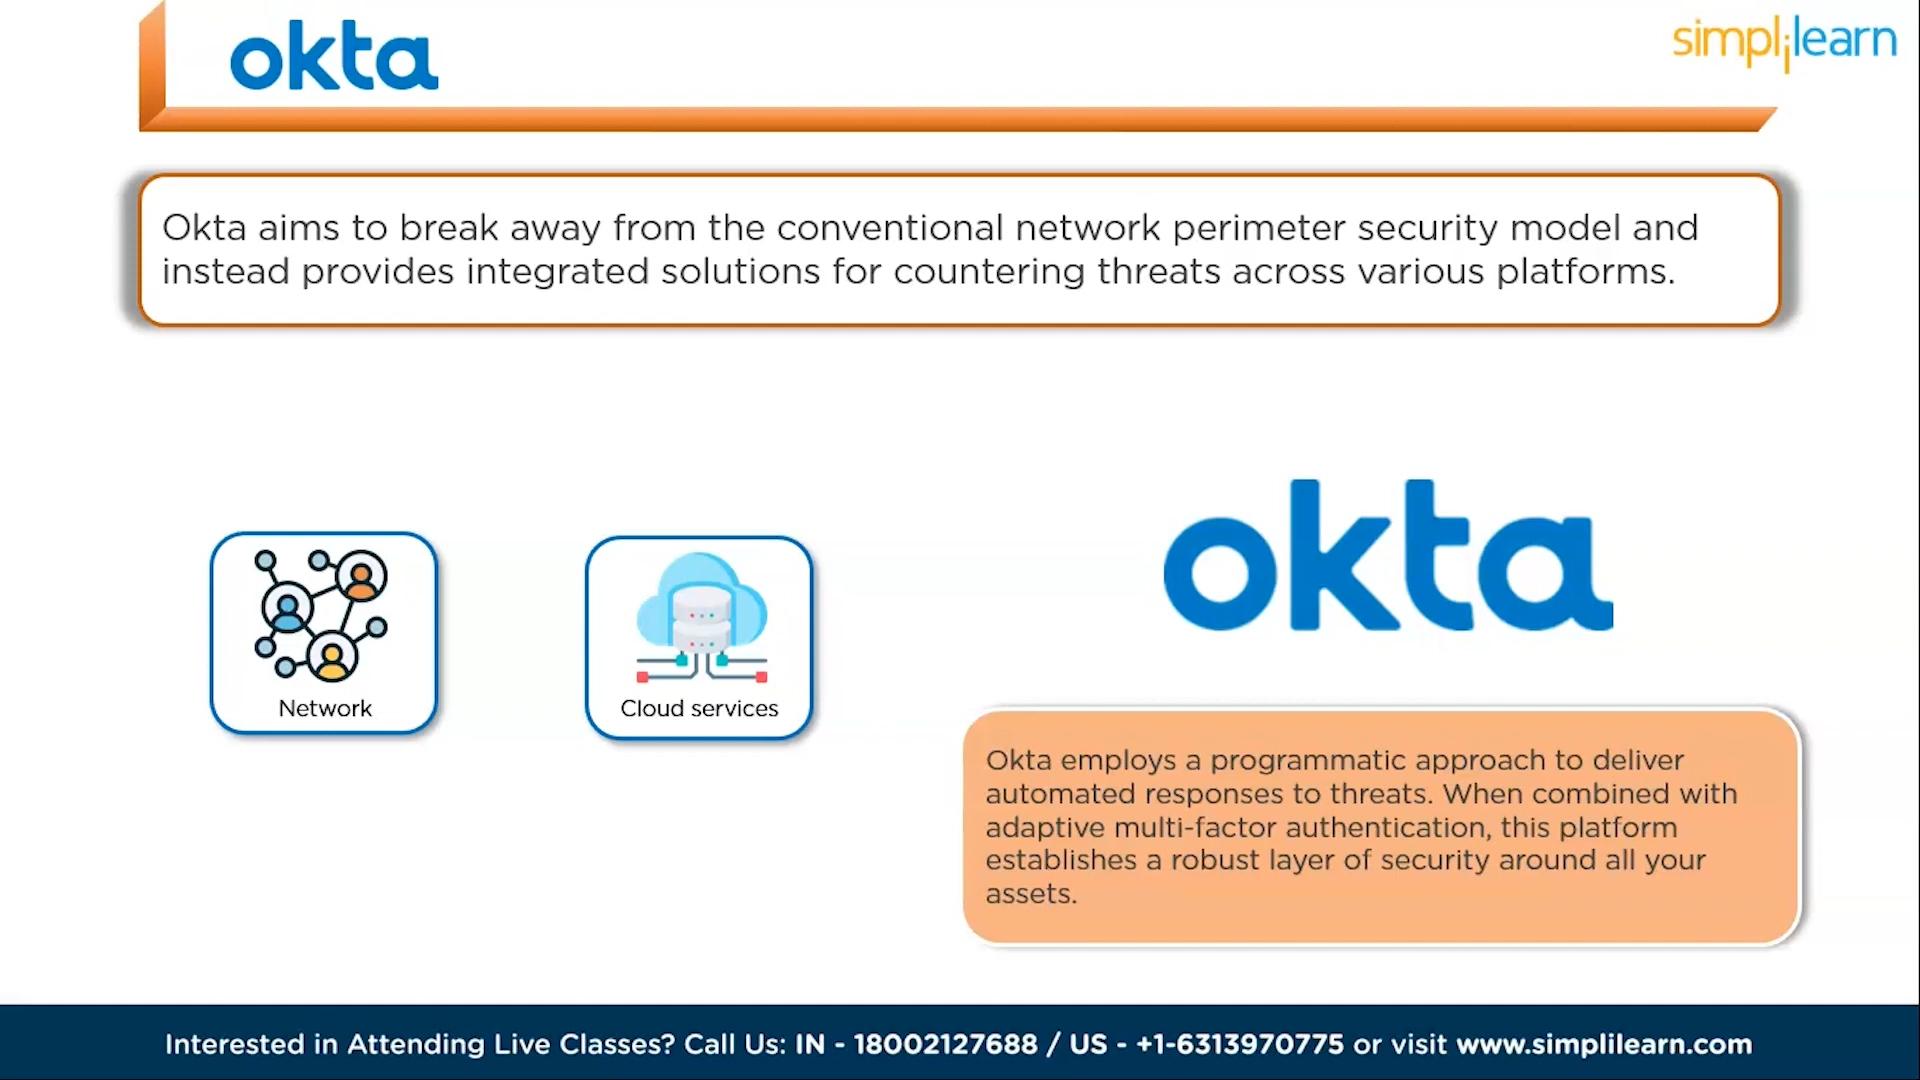 okta
simplilearn
Okta aims to break away from the conventional network perimeter security model and
instead provides integrated solutions for countering threats across various platforms.
Network
Cloud services
okta
Okta employs a programmatic approach to deliver
automated responses to threats. When combined with
adaptive multi-factor authentication, this platform
establishes a robust layer of security around all your
assets.
Interested in Attending Live Classes? Call Us: IN - 18002127688 / US - +1-6313970775 or visit www.simplilearn.com